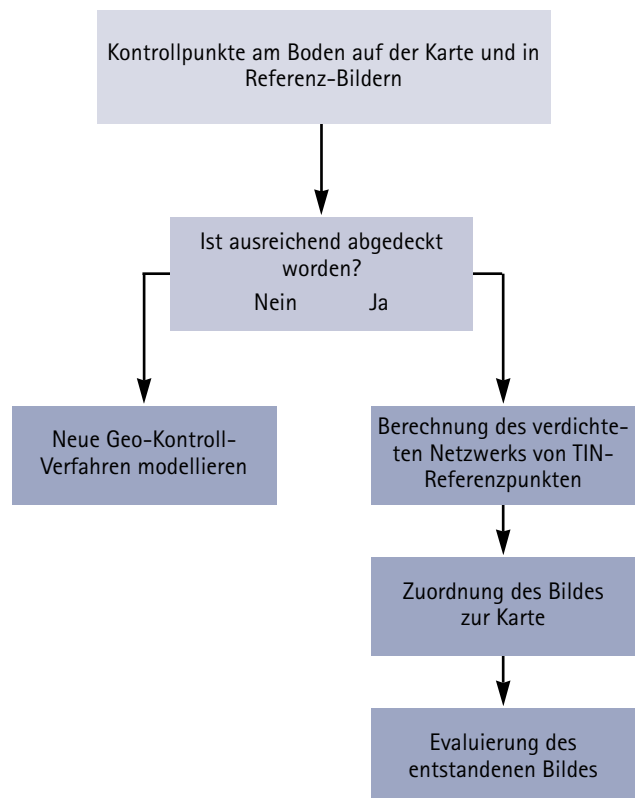 Kontrollpunkte am Boden auf der Karte und in
Referenz-Bildern
Ist ausreichend abgedeckt
worden?
Nein Ja
Neue Geo-Kontroll-
Verfahren modellieren
Berechnung des verdichte-
ten Netzwerks von TIN-
Referenzpunkten
Zuordnung des Bildes
zur Karte
Evaluierung des
entstandenen Bildes